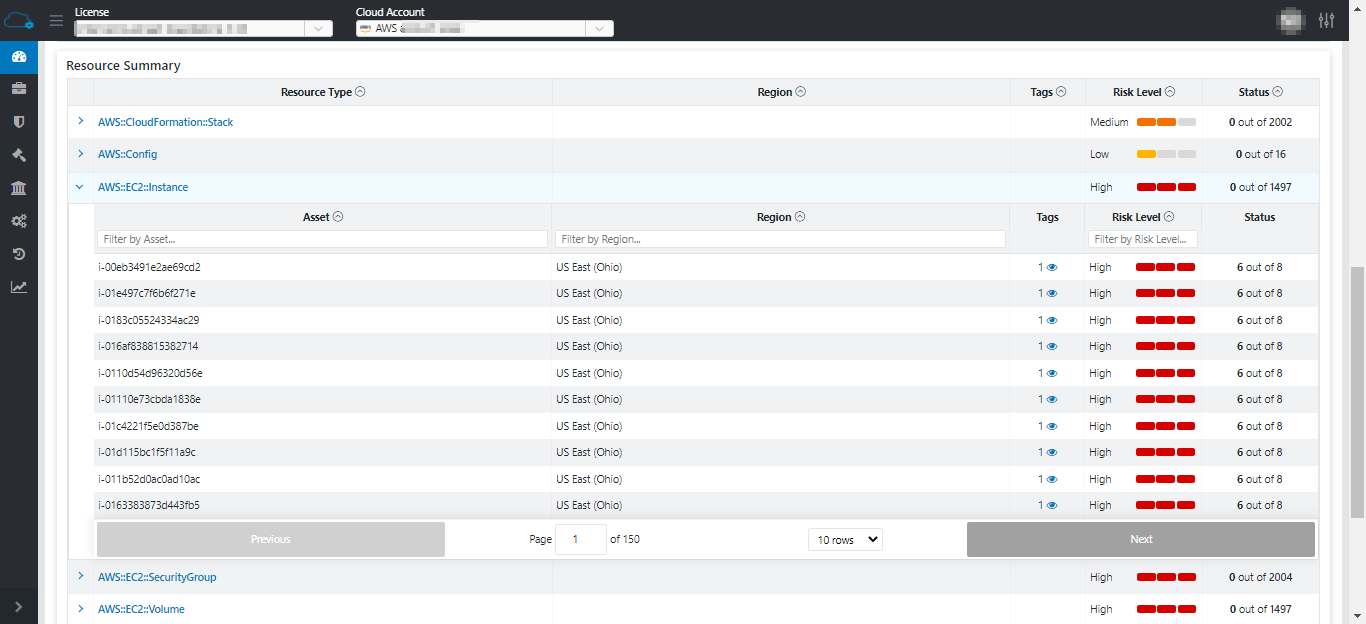 License
Cloud Account
AWS
Resource Summary
Resource Type Region Tags Risk Level Status
AWS::CloudFormation::Stack Medium 0 out of 2002
AWS::Config Low 0 out of 16
AWS::EC2::Instance High 0 out of 1497
Asset Region Tags Risk Level Status
Filter by Asset... Filter by Region... Filter by Risk Level...
i-00eb3491e2ae69cd2 US East (Ohio) 1 High 6 out of 8
i-01e497c7f6b6f271e US East (Ohio) 1 High 6 out of 8
i-0183c05524334ac29 US East (Ohio) 1 High 6 out of 8
i-016af838815382714 US East (Ohio) 1 High 6 out of 8
i-0110d54d96320d56e US East (Ohio) 1 High 6 out of 8
i-01110e73cbda1838e US East (Ohio) 1 High 6 out of 8
i-01c4221f5e0d387be US East (Ohio) 1 High 6 out of 8
i-01d115bc1f5f11a9c US East (Ohio) 1 High 6 out of 8
i-011b52d0ac0ad10ac US East (Ohio) 1 High 6 out of 8
i-0163383873d443fb5 US East (Ohio) 1 High 6 out of 8
Previous Page 1 of 150 10 rows Next
AWS::EC2::SecurityGroup High 0 out of 2004
AWS::EC2::Volume High 0 out of 1497